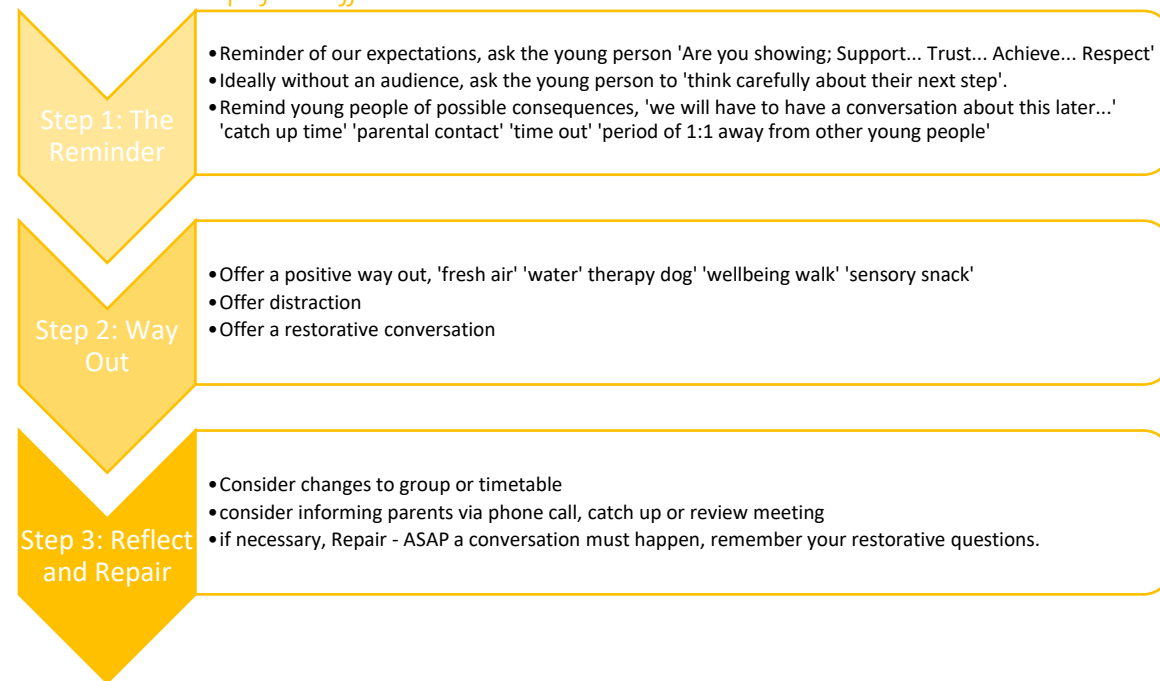 Step 1: The
Reminder
•Reminder of our expectations, ask the young person 'Are you showing; Support... Trust... Achieve... Respect'
•Ideally without an audience, ask the young person to 'think carefully about their next step'.
•Remind young people of possible consequences, 'we will have to have a conversation about this later...'
'catch up time' 'parental contact' 'time out' 'period of 1:1 away from other young people'
Step 2: Way
Out
•Offer a positive way out, 'fresh air' 'water' therapy dog' 'wellbeing walk' 'sensory snack'
•Offer distraction
•Offer a restorative conversation
Step 3: Reflect
and Repair
•Consider changes to group or timetable
•consider informing parents via phone call, catch up or review meeting
•if necessary, Repair - ASAP a conversation must happen, remember your restorative questions.